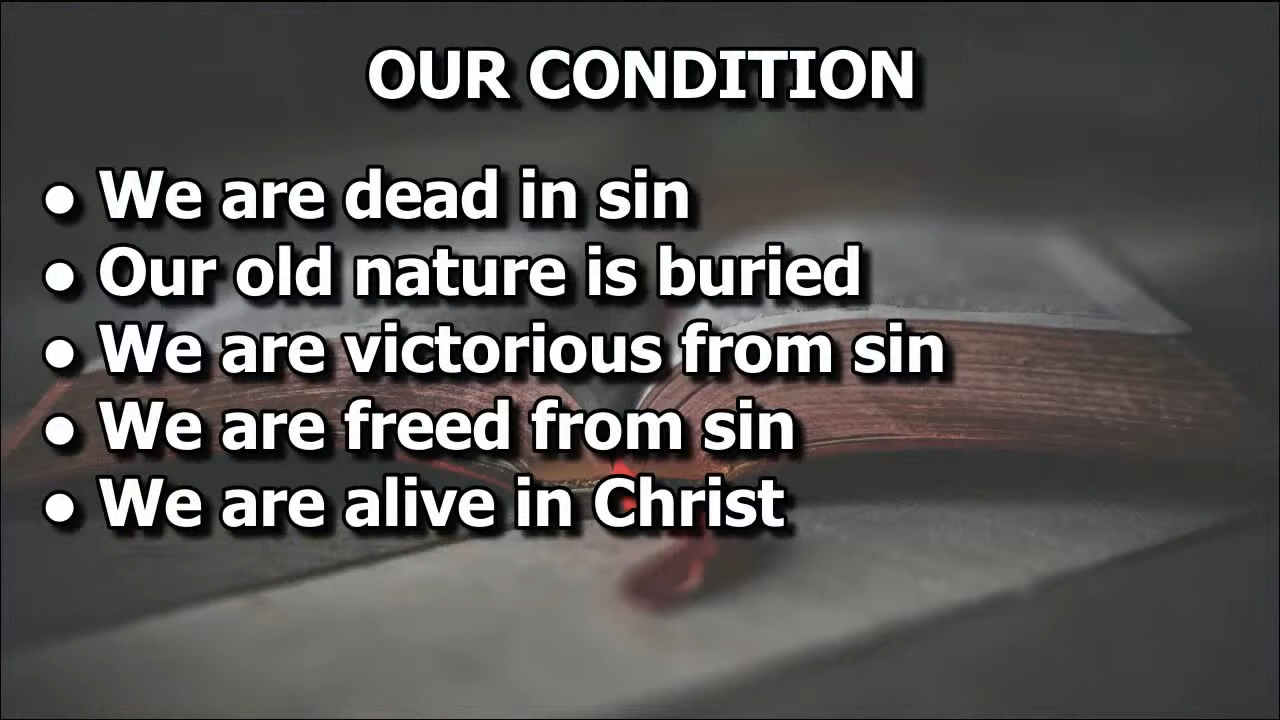 OUR CONDITION
● We are dead in sin
● Our old nature is buried
● We are victorious from sin
● We are freed from sin
● We are alive in Christ